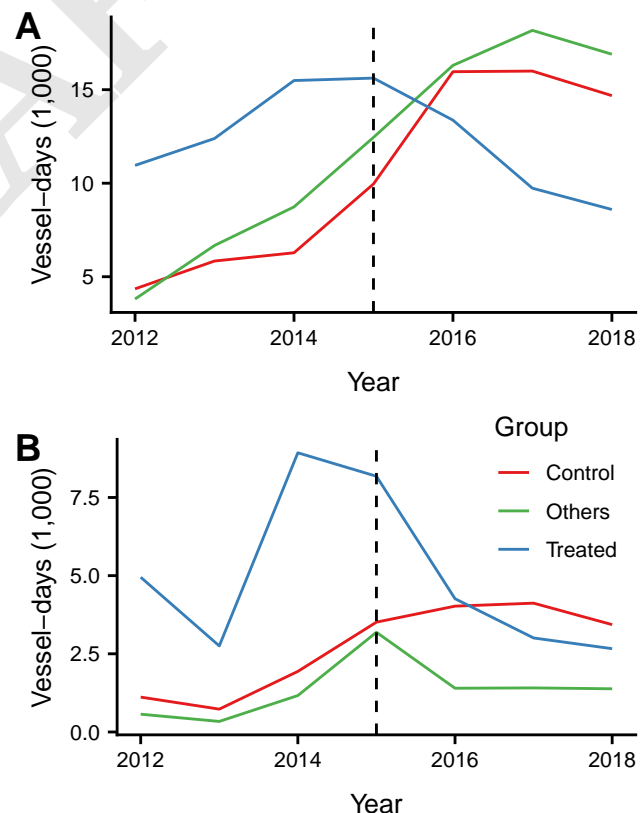 A
Vessel−days (1,000)
15
10
5
2012 2014 2016 2018
Year
B
Vessel−days (1,000)
7.5
5.0
2.5
0.0
Group
Control
Others
Treated
2012 2014 2016 2018
Year